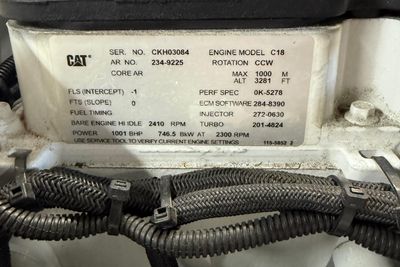 CAT SER. NO. CKH03084 ENGINE MODEL C18
AR NO. 234-9225 ROTATION CCW
CORE AR MAX ALT 1000 M 3281 FT
FLS (INTERCEPT) -1 PERF SPEC 0K-5278
FTS (SLOPE) 0 ECM SOFTWARE 284-8390
FUEL TIMING INJECTOR 272-0630
BARE ENGINE HI IDLE 2410 RPM TURBO 201-4824
POWER 1001 BHP 746.5 BkW AT 2300 RPM
USE SERVICE TOOL TO VERIFY CURRENT ENGINE SETTINGS 115-5852 2